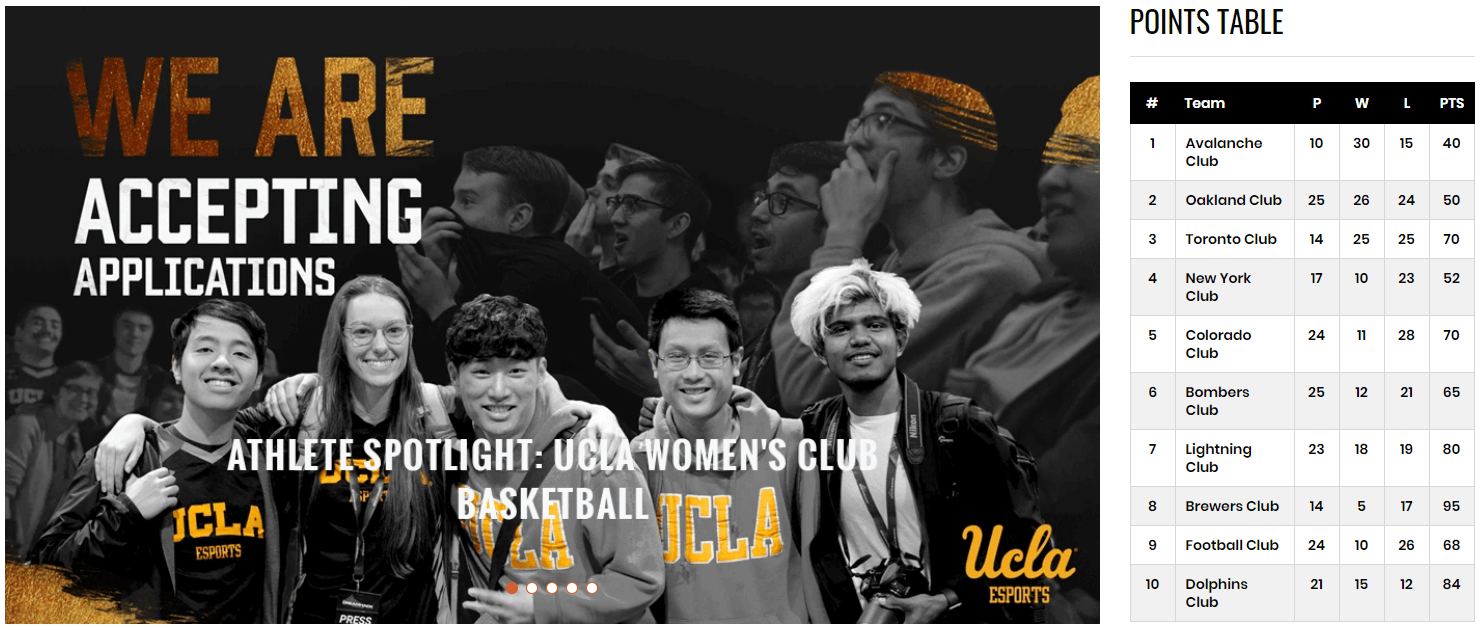 WE ARE
ACCEPTING
APPLICATIONS
ATHLETE SPOTLIGHT: UCLA WOMEN'S CLUB
BASKETBALL
UCLA
ESPORTS
UCLA
Nikon
Ucla
ESPORTS
DREAMHACK
PRESS
POINTS TABLE
# Team P W L PTS
1 Avalanche Club 10 30 15 40
2 Oakland Club 25 26 24 50
3 Toronto Club 14 25 25 70
4 New York Club 17 10 23 52
5 Colorado Club 24 11 28 70
6 Bombers Club 25 12 21 65
7 Lightning Club 23 18 19 80
8 Brewers Club 14 5 17 95
9 Football Club 24 10 26 68
10 Dolphins Club 21 15 12 84